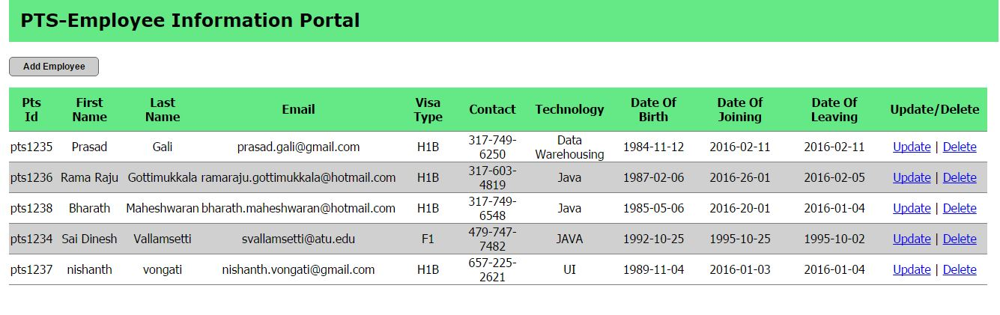 PTS-Employee Information Portal
Add Employee
Pts Id First Name Last Name Email Visa Type Contact Technology Date Of Birth Date Of Joining Date Of Leaving Update/Delete
pts1235 Prasad Gali prasad.gali@gmail.com H1B 317-749-6250 Data Warehousing 1984-11-12 2016-02-11 2016-02-11 Update | Delete
pts1236 Rama Raju Gottimukkala ramaraju.gottimukkala@hotmail.com H1B 317-603-4819 Java 1987-02-06 2016-26-01 2016-02-05 Update | Delete
pts1238 Bharath Maheshwaran bharath.maheshwaran@hotmail.com H1B 317-749-6548 Java 1985-05-06 2016-20-01 2016-01-04 Update | Delete
pts1234 Sai Dinesh Vallamsetti svallamsetti@atu.edu F1 479-747-7482 JAVA 1992-10-25 1995-10-25 1995-10-02 Update | Delete
pts1237 nishanth vongati nishanth.vongati@gmail.com H1B 657-225-2621 UI 1989-11-04 2016-01-03 2016-01-04 Update | Delete